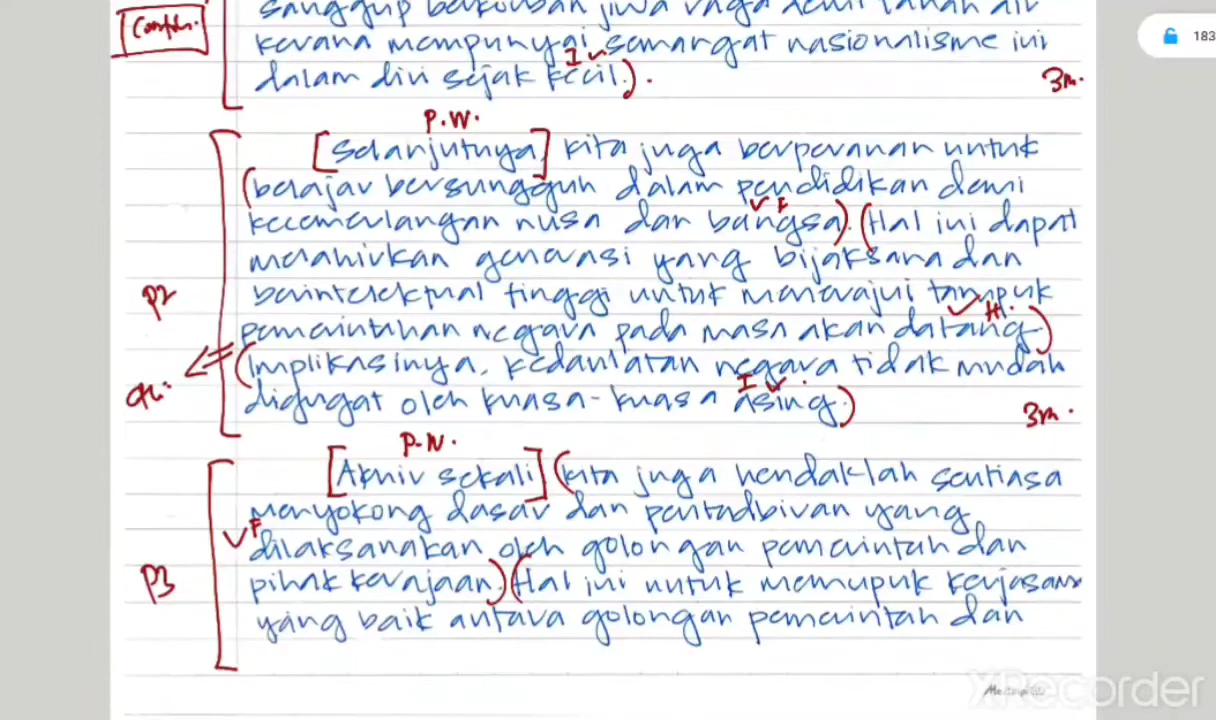 sanggup berkorban jiwa raga demi tanah air
Contoh.
kerana mempunyai semangat nasionalisme ini
I
dalam diri sejak kecil.).
3m.
183
P.W.
[Selanjutnya] kita juga berperanan untuk
(belajar bersungguh dalam pendidikan demi
F
kecemerlangan nusa dan bangsa). (Hal ini dapat
melahirkan generasi yang bijaksana dan
P2
berintelektual tinggi untuk menerajui tampuk
H.
pemerintahan negara pada masa akan datang)
(Implikasinya, kedaulatan negara tidak mudah
I
digugat oleh kuasa-kuasa asing.)
3m.
P.W.
[Akhir sekali] (kita juga hendaklah sentiasa
menyokong dasar dan pentadbiran yang
F
dilaksanakan oleh golongan pemerintah dan
P3
pihak kerajaan) (Hal ini untuk memupuk kerjasama
yang baik antara golongan pemerintah dan
XRecorder